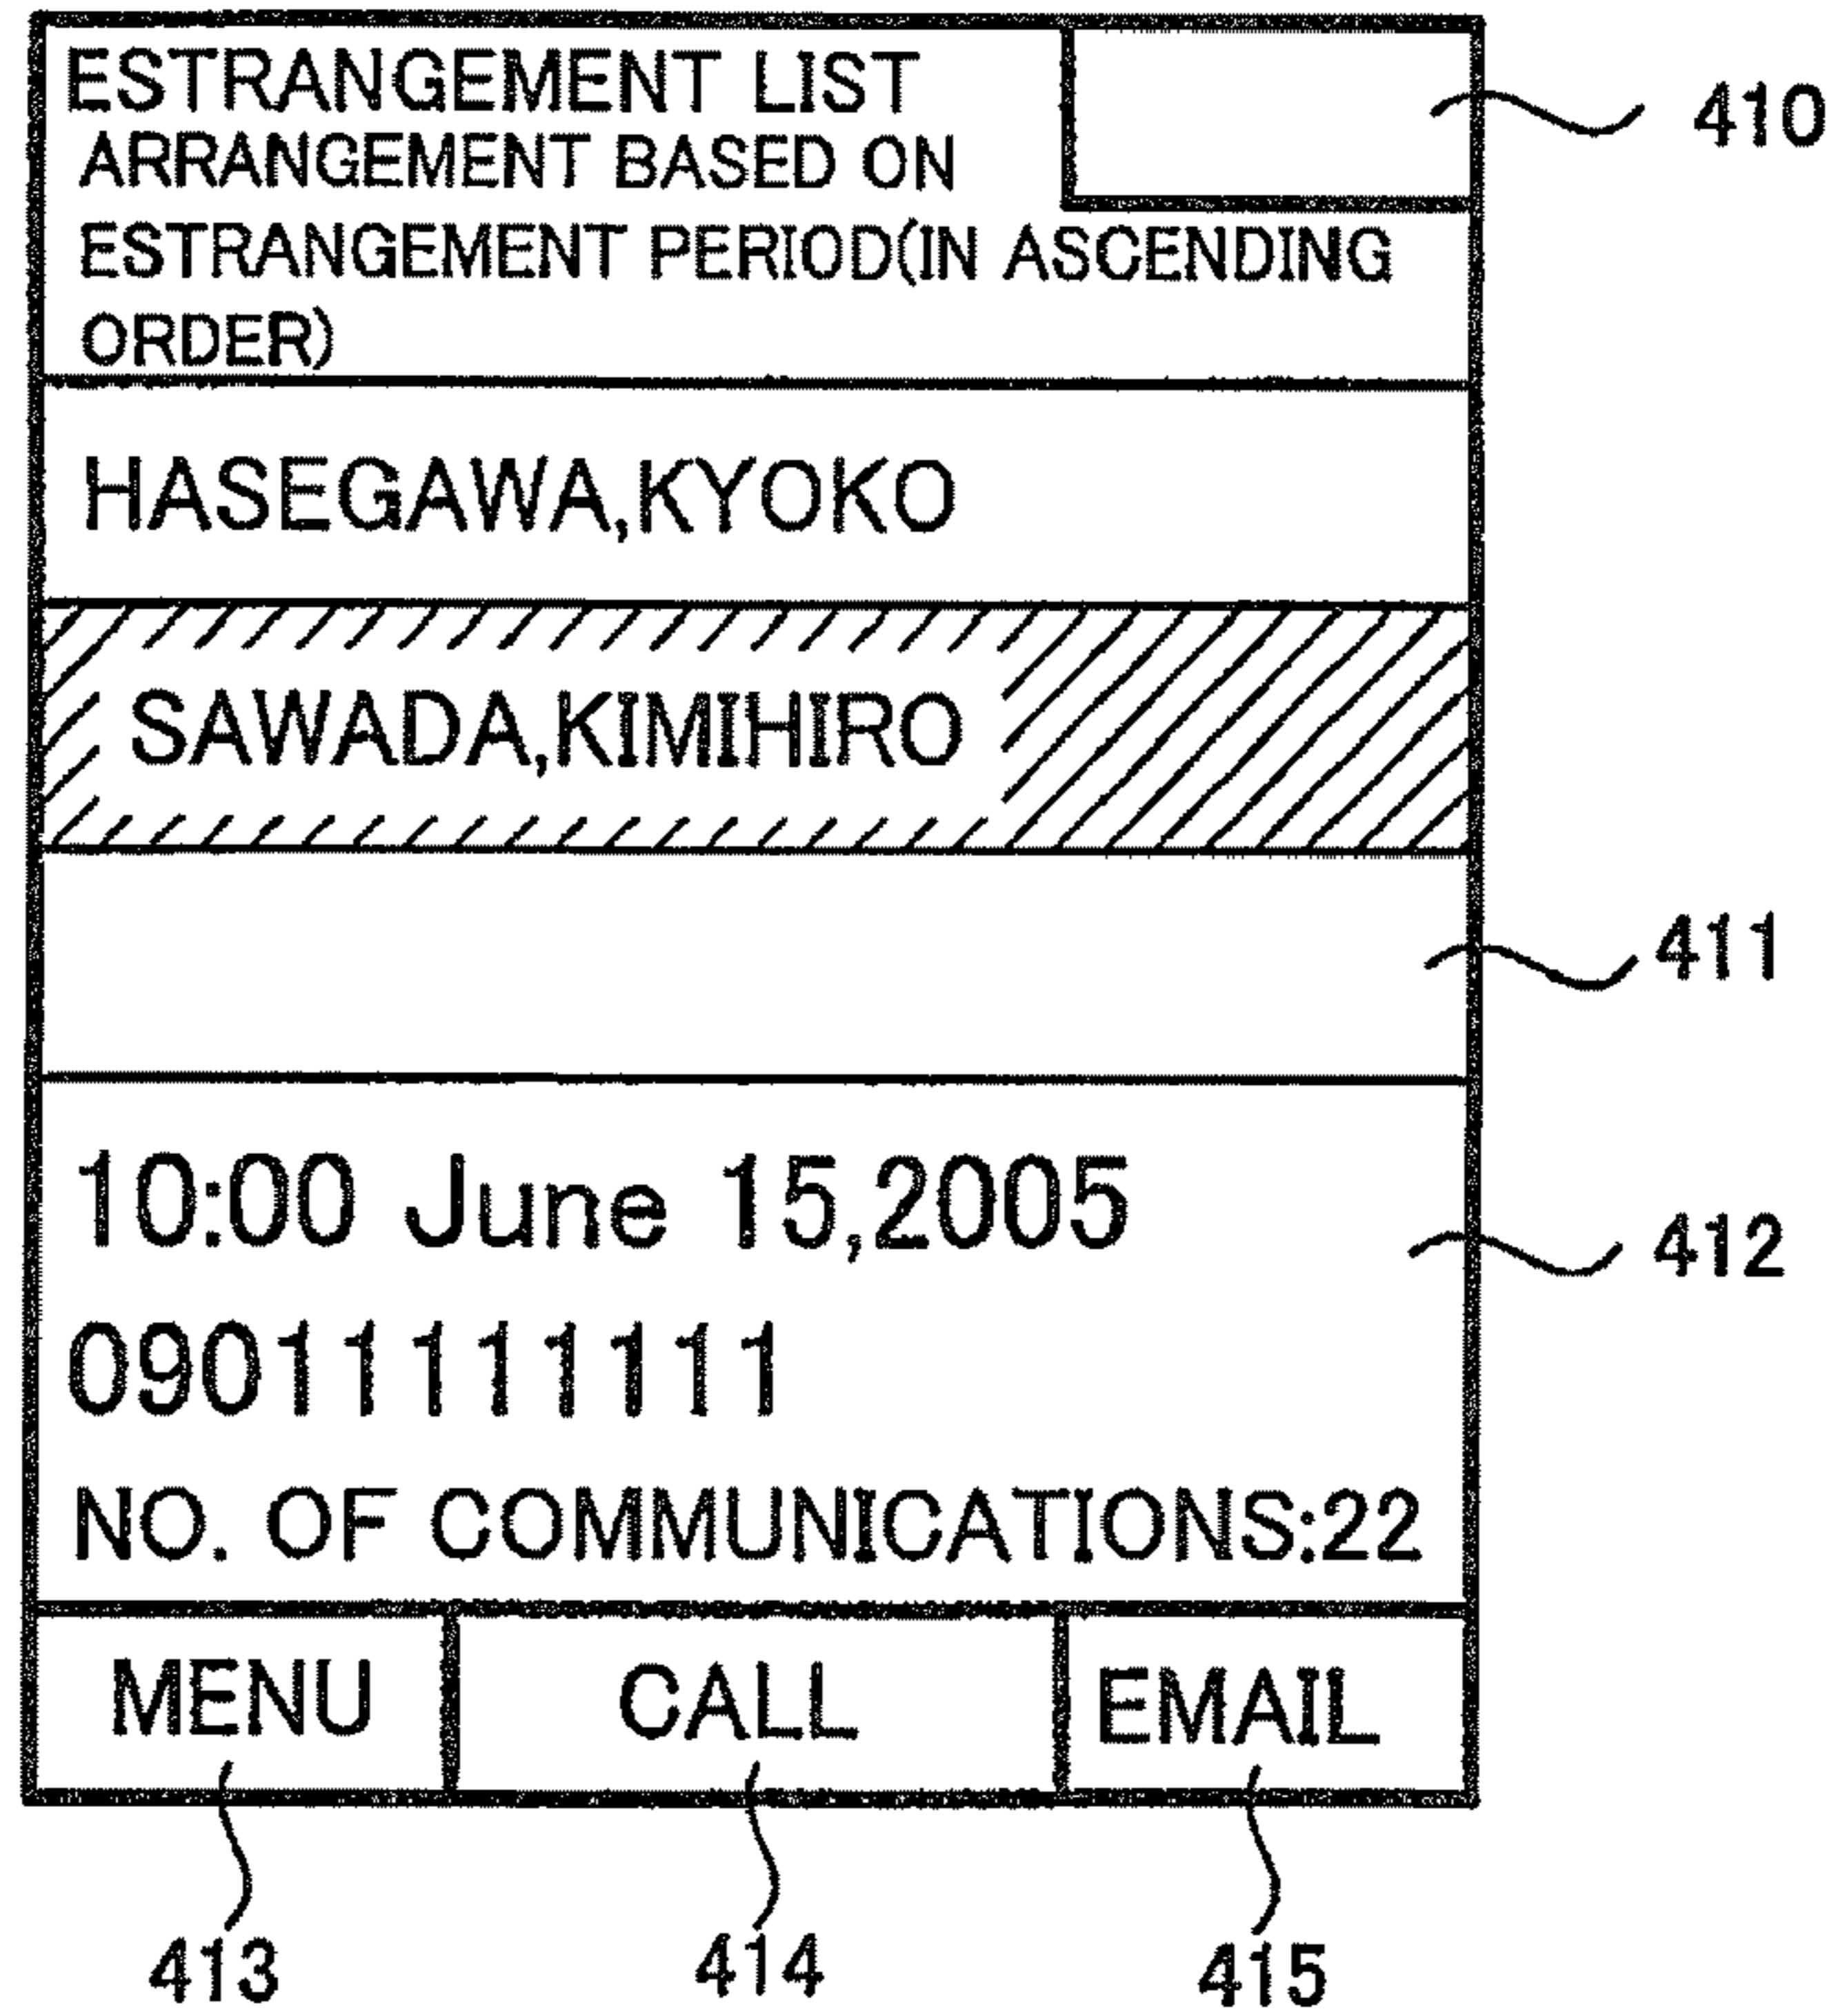 ESTRANGEMENT LIST
ARRANGEMENT BASED ON
ESTRANGEMENT PERIOD(IN ASCENDING
ORDER)
410
HASEGAWA,KYOKO
SAWADA,KIMIHIRO
411
10:00 June 15,2005
412
09011111111
NO. OF COMMUNICATIONS:22
MENU CALL EMAIL
413 414 415